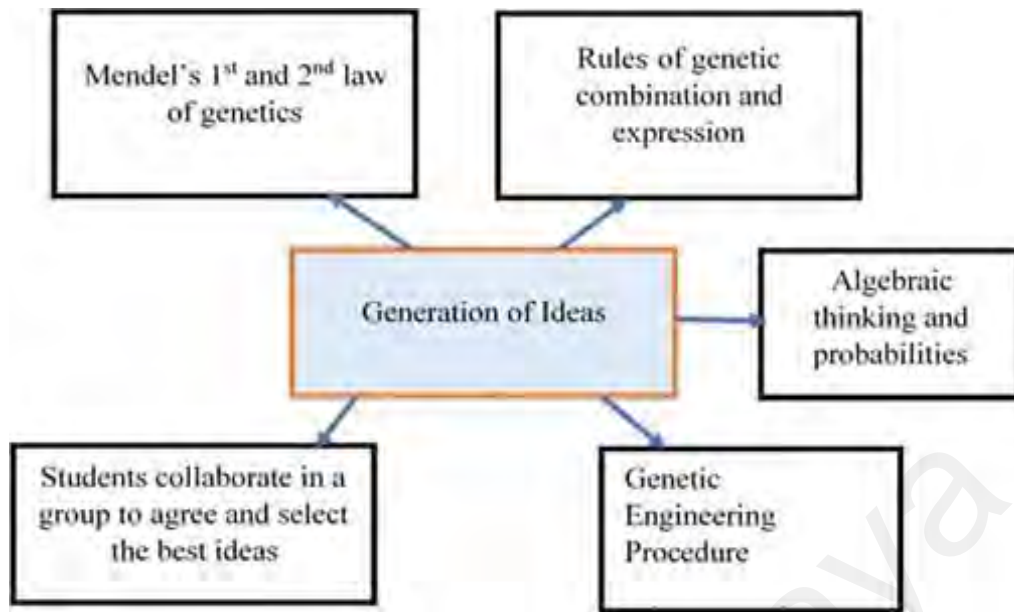 Mendel's 1st and 2nd law
of genetics
Rules of genetic
combination and
expression
Generation of Ideas
Algebraic
thinking and
probabilities
Students collaborate in a
group to agree and select
the best ideas
Genetic
Engineering
Procedure